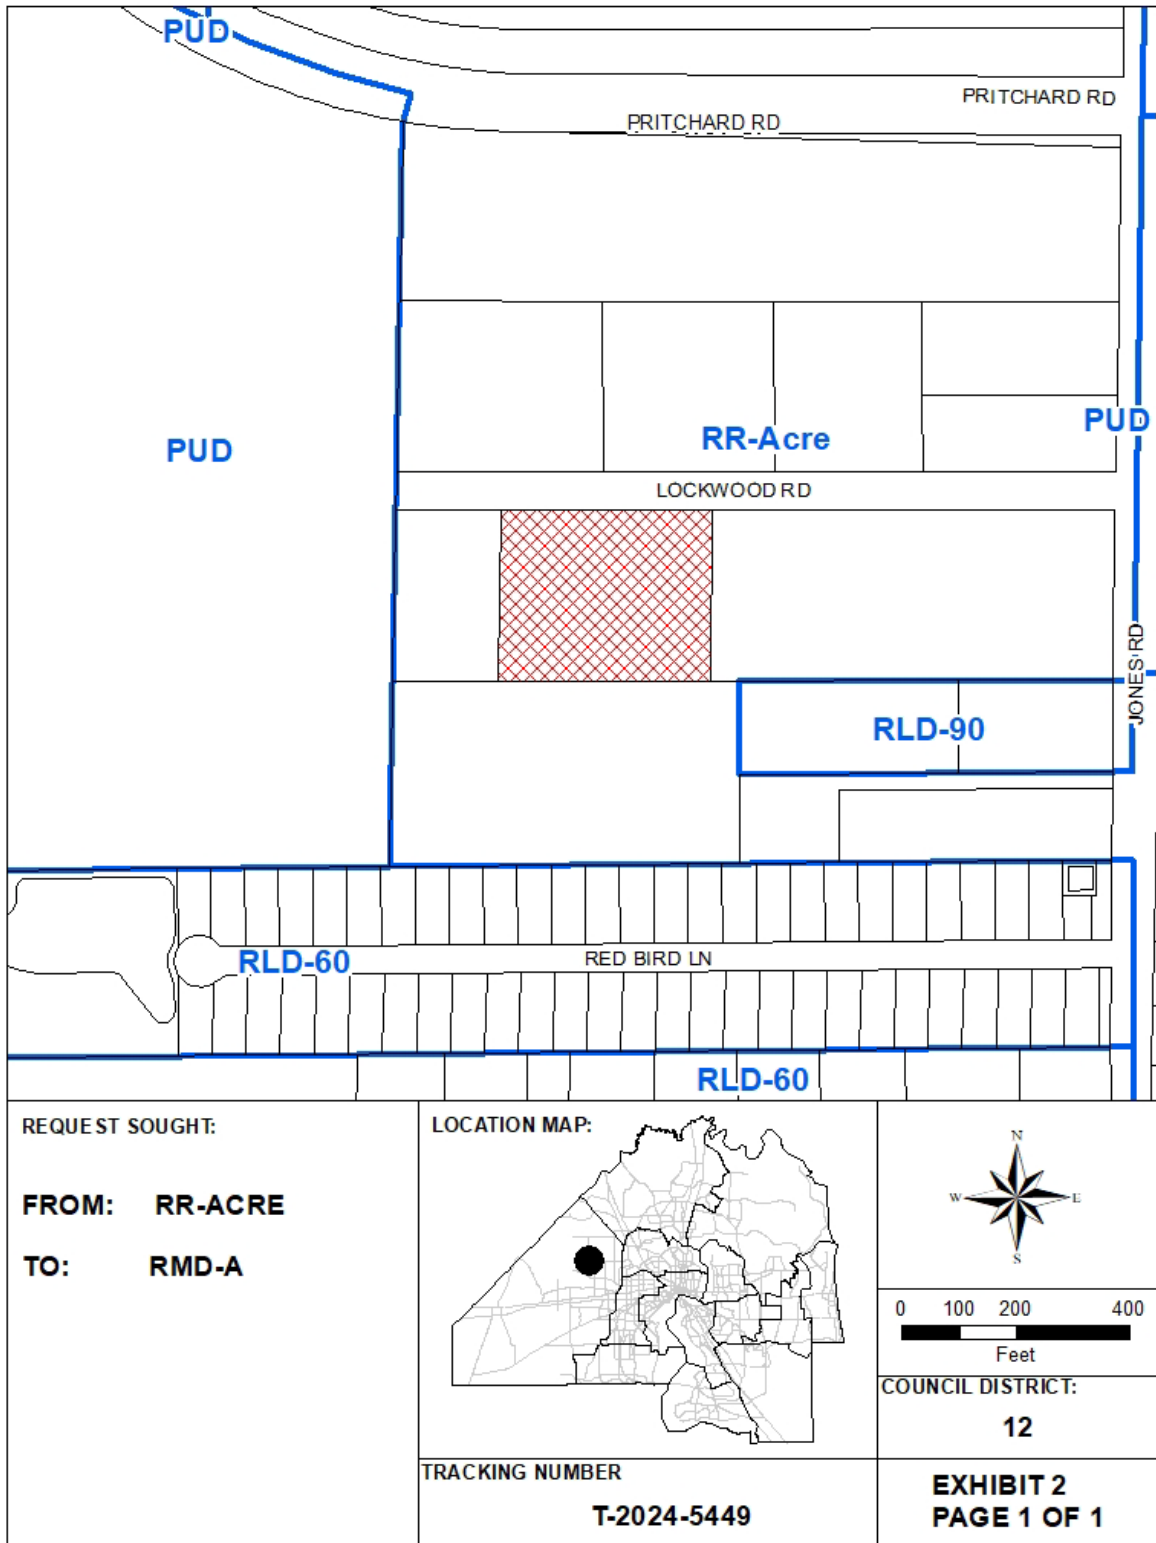 PUD
PRITCHARD RD
PRITCHARD RD
PUD
RR-Acre
PUD
LOCKWOOD RD
JONES RD
RLD-90
RED BIRD LN
RLD-60
RLD-60
REQUEST SOUGHT:
FROM: RR-ACRE
TO: RMD-A
LOCATION MAP:
N
W E
S
0 100 200 400
Feet
COUNCIL DISTRICT:
12
TRACKING NUMBER
T-2024-5449
EXHIBIT 2
PAGE 1 OF 1